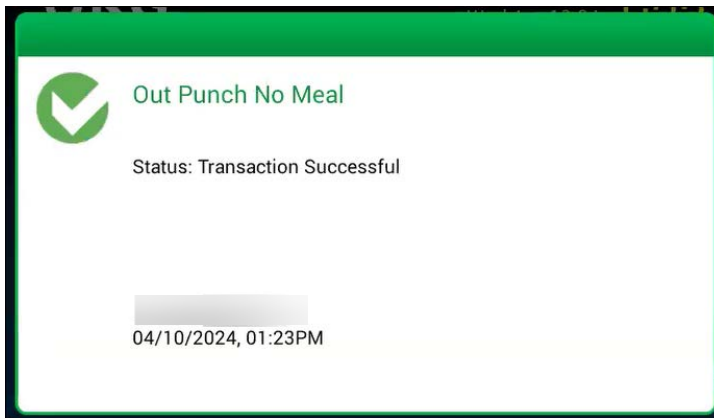 Out Punch No Meal
Status: Transaction Successful
04/10/2024, 01:23PM